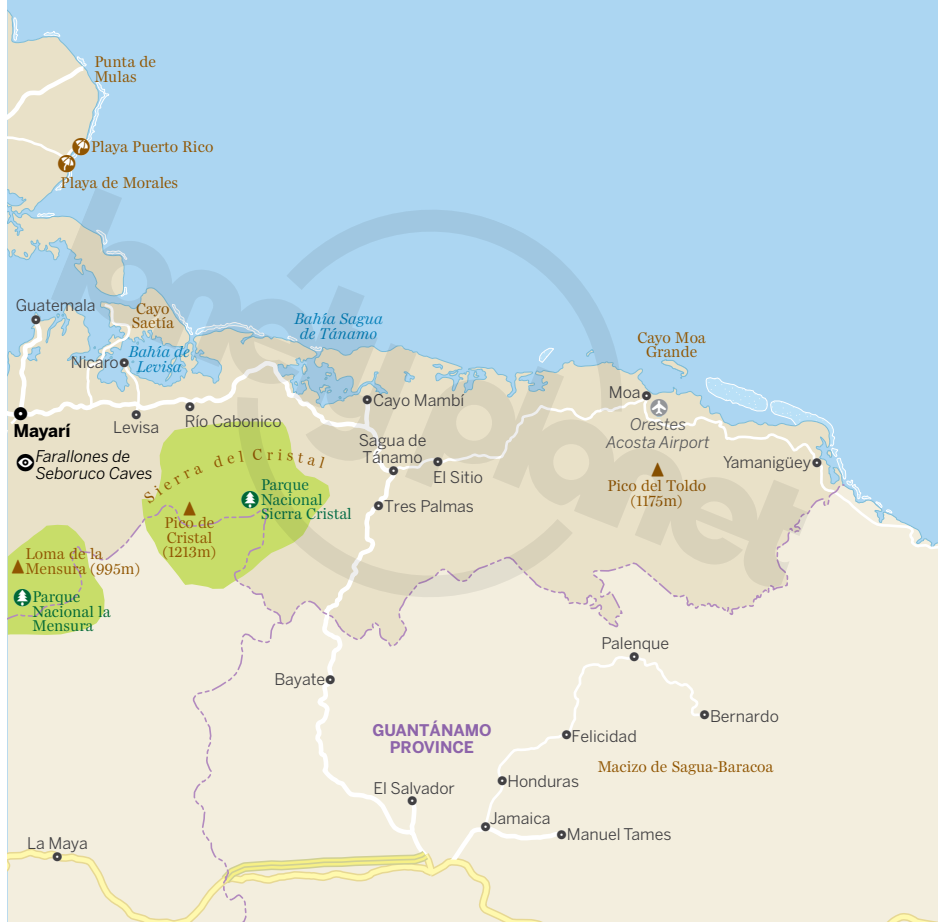 Punta de
Mulas
Playa Puerto Rico
Playa de Morales
Guatemala
Cayo
Saetía
Bahía Sagua
de Tánamo
Nicaro
Bahía de
Levisa
Cayo Moa
Grande
Mayarí
Levisa
Río Cabonico
Cayo Mambí
Moa
Orestes
Acosta Airport
Farallones de
Seboruco Caves
Sierra del Cristal
Sagua de
Tánamo
El Sitio
Yamanigüey
Parque
Nacional
Sierra Cristal
Pico de
Cristal
(1213m)
Tres Palmas
Pico del Toldo
(1175m)
Loma de la
Mensura (995m)
Parque
Nacional la
Mensura
Palenque
Bayate
Bernardo
GUANTÁNAMO
PROVINCE
Felicidad
Macizo de Sagua-Baracoa
Honduras
El Salvador
Jamaica
Manuel Tames
La Maya
lonely planet